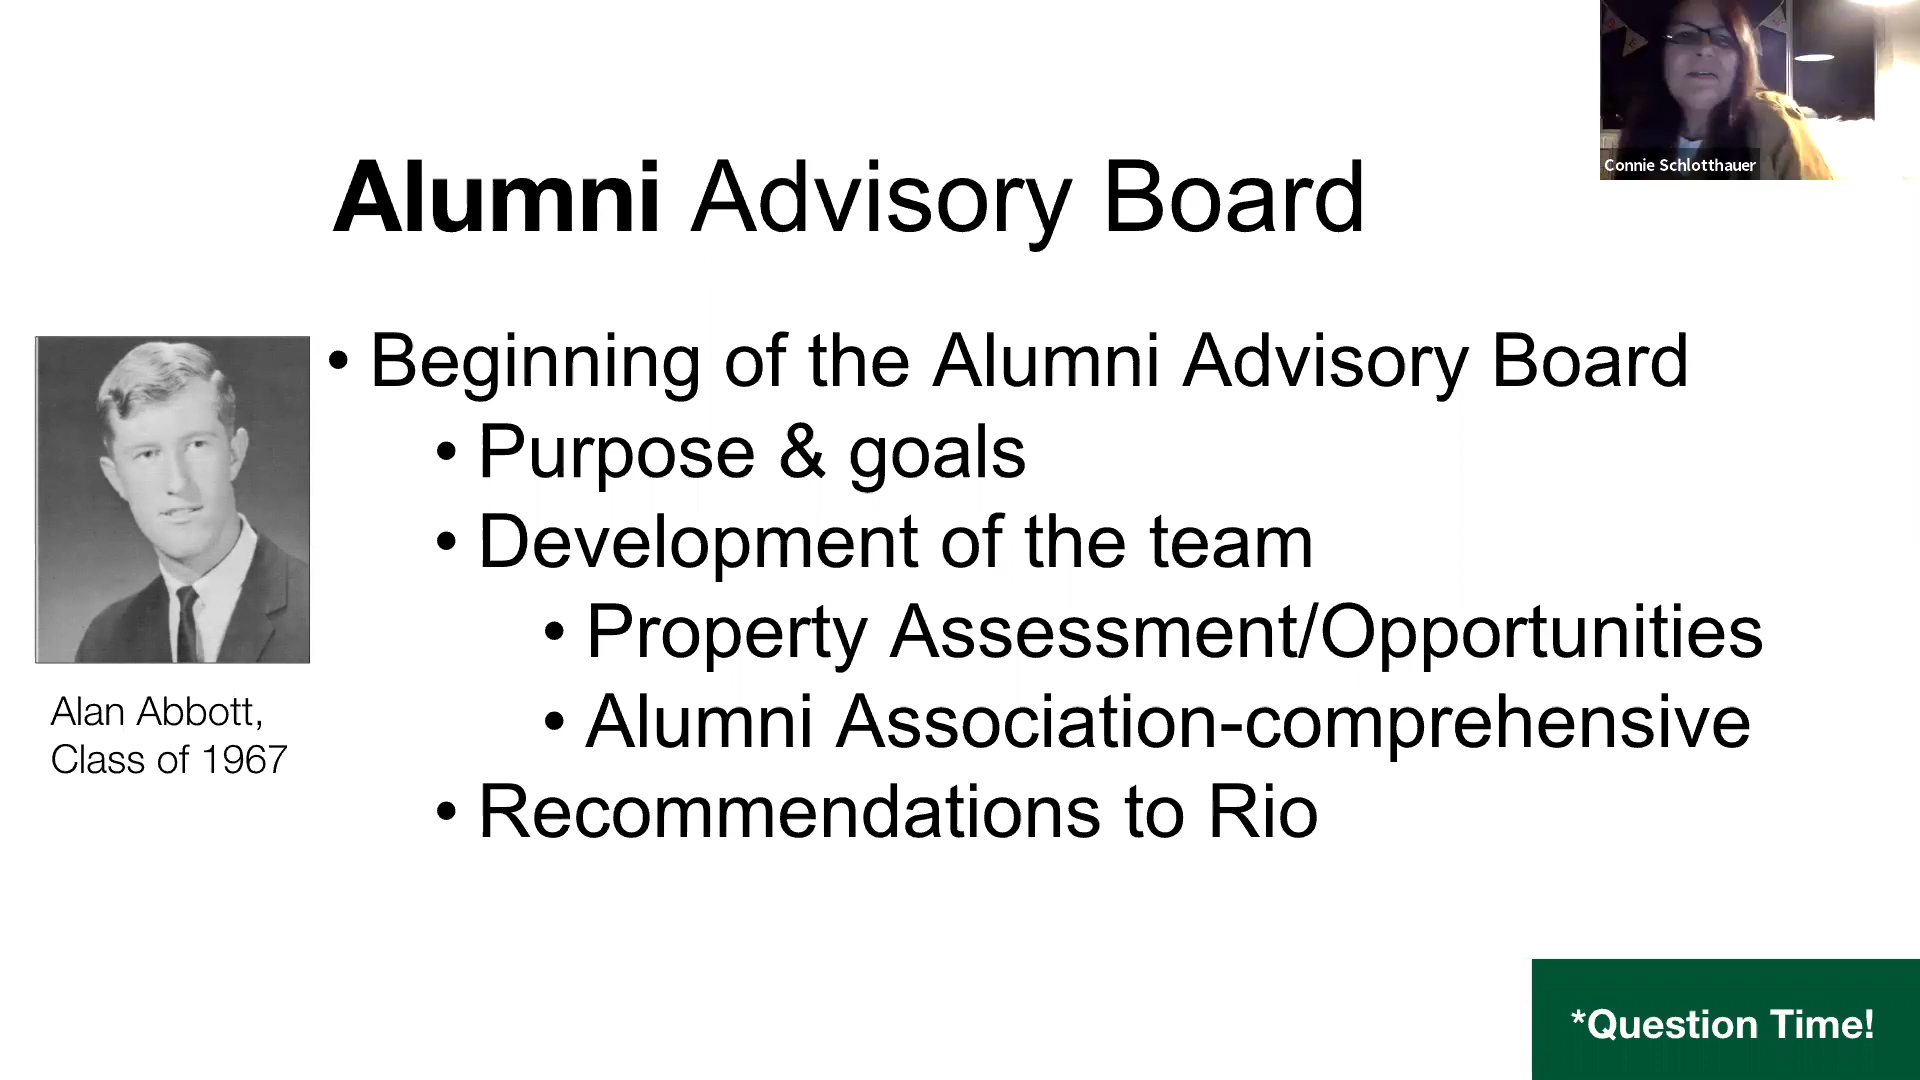 Connie Schlotthauer
Alumni Advisory Board
• Beginning of the Alumni Advisory Board
• Purpose & goals
• Development of the team
• Property Assessment/Opportunities
• Alumni Association-comprehensive
• Recommendations to Rio
Alan Abbott,
Class of 1967
*Question Time!